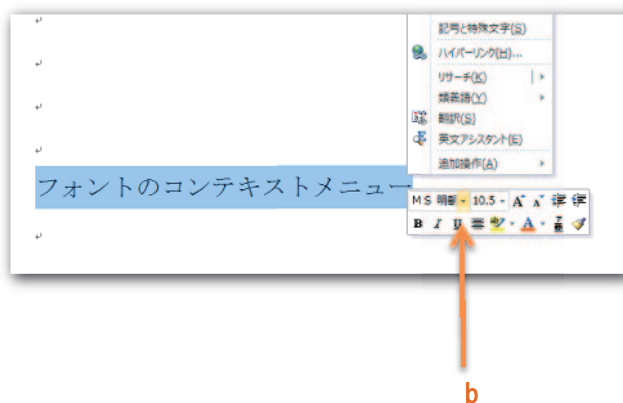 記号と特殊文字(S)
ハイパーリンク(H)...
リサーチ(K)
類義語(Y)
翻訳(S)
英文アシスタント(E)
追加操作(A)
フォントのコンテキストメニュー
MS 明朝 10.5 A A
B I U A
b